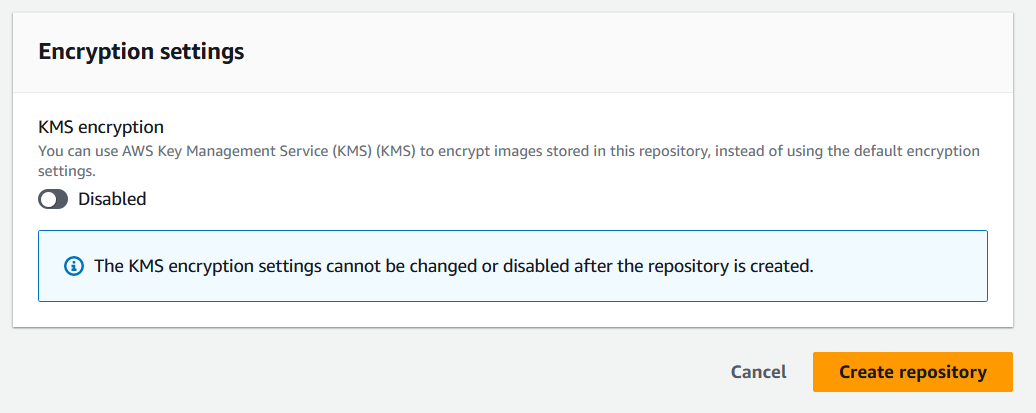 Encryption settings
KMS encryption
You can use AWS Key Management Service (KMS) (KMS) to encrypt images stored in this repository, instead of using the default encryption
settings.
Disabled
The KMS encryption settings cannot be changed or disabled after the repository is created.
Cancel
Create repository